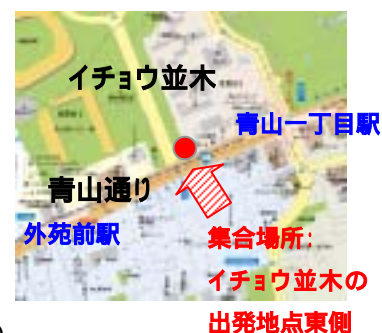 イチョウ並木
青山一丁目駅
青山通り
外苑前駅
集合場所：
イチョウ並木の
出発地点東側